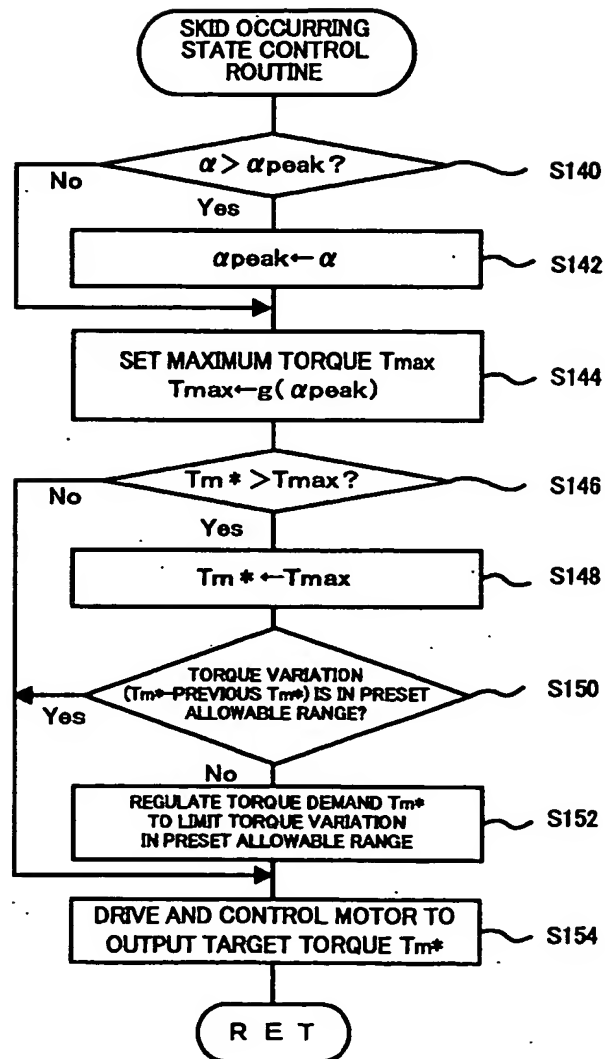 SKID OCCURRING
STATE CONTROL
ROUTINE
α > αpeak?
S140
No
Yes
αpeak←α
S142
SET MAXIMUM TORQUE Tmax
Tmax←g(αpeak)
S144
Tm* >Tmax?
S146
No
Yes
Tm*←Tmax
S148
TORQUE VARIATION
(Tm*-PREVIOUS Tm*) IS IN PRESET
ALLOWABLE RANGE?
S150
Yes
No
REGULATE TORQUE DEMAND Tm*
TO LIMIT TORQUE VARIATION
IN PRESET ALLOWABLE RANGE
S152
DRIVE AND CONTROL MOTOR TO
OUTPUT TARGET TORQUE Tm*
S154
RET